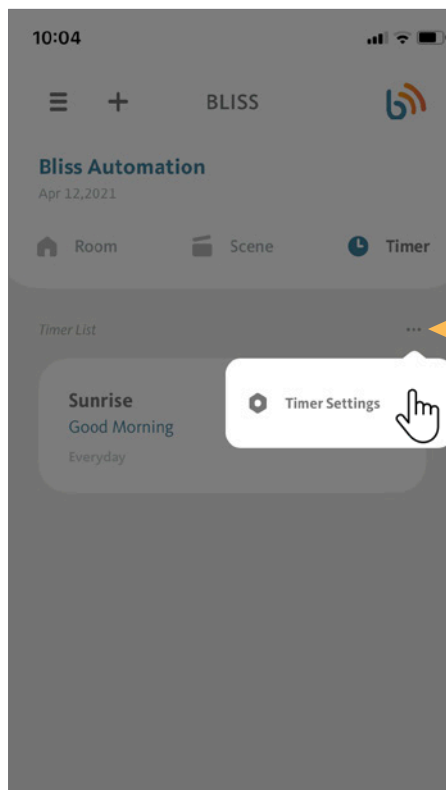 10:04
BLISS
Bliss Automation
Apr 12,2021
Room Scene Timer
Timer List
Sunrise
Timer Settings
Good Morning
Everyday